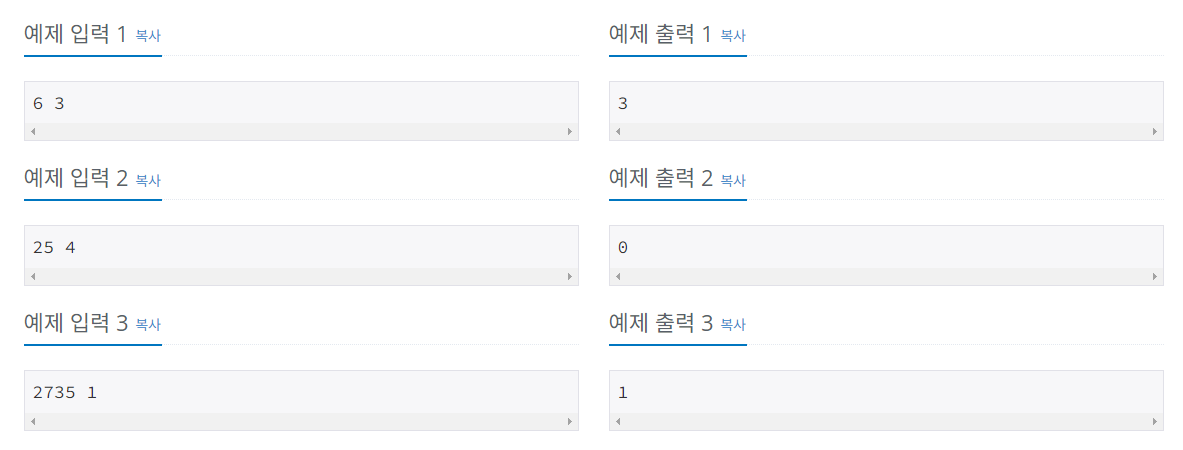 예제 입력 1 복사
예제 출력 1 복사
6 3
3
예제 입력 2 복사
예제 출력 2 복사
25 4
0
예제 입력 3 복사
예제 출력 3 복사
2735 1
1